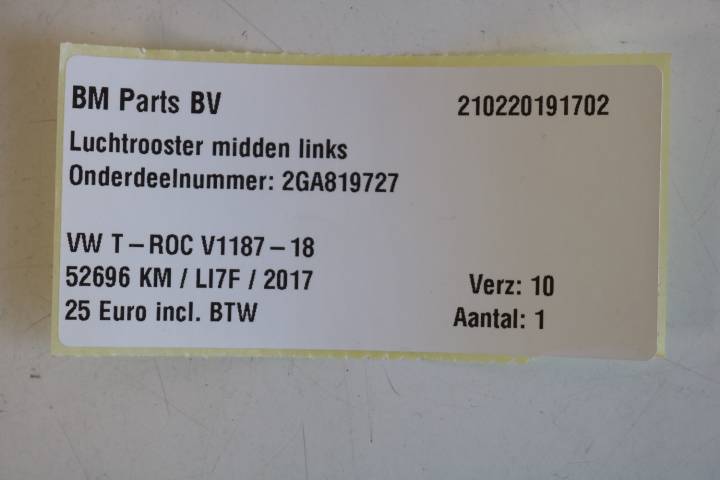 BM Parts BV 210220191702
Luchtrooster midden links
Onderdeelnummer: 2GA819727
VW T-ROC V1187-18
52696 KM / LI7F / 2017 Verz: 10
25 Euro incl. BTW Aantal: 1